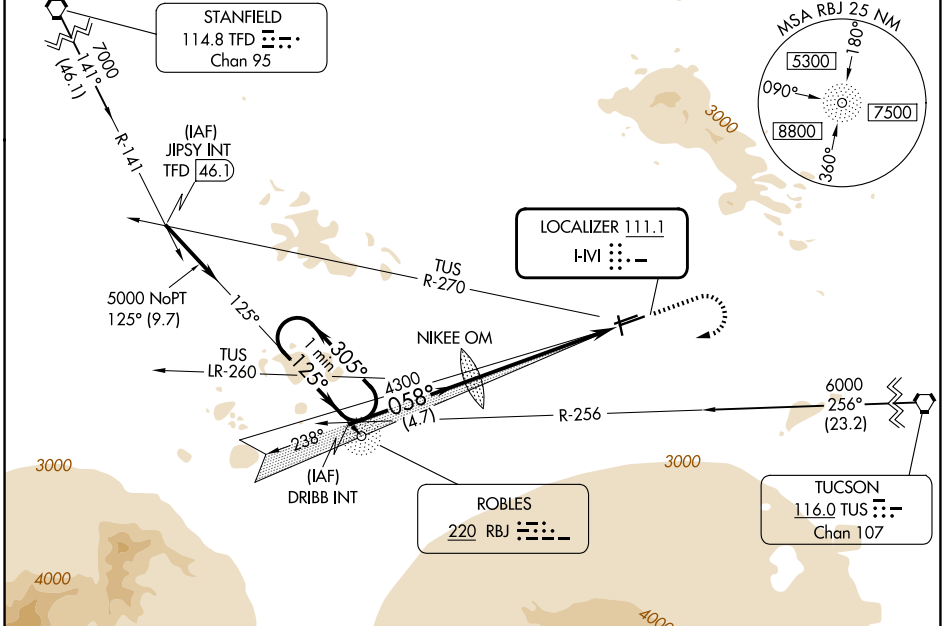 STANFIELD
114.8 TFD
Chan 95
7000
141°
(46.1)
R-141
(IAF)
JIPSY INT
TFD 46.1
MSA RBJ 25 NM
180°
5300
090°
7500
8800
360°
3000
LOCALIZER 111.1
I-IVI
TUS
R-270
5000 NoPT
125° (9.7)
125°
NIKEE OM
1 min
305°
125°
TUS
LR-260
4300
058°
(4.7)
R-256
6000
256°
(23.2)
238°
(IAF)
DRIBB INT
3000
3000
ROBLES
220 RBJ
TUCSON
116.0 TUS
Chan 107
4000
4000